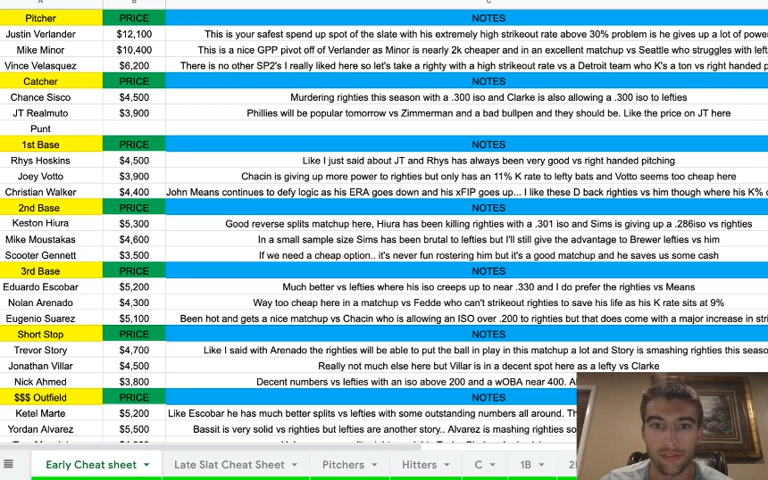 A B C
Pitcher PRICE NOTES
Justin Verlander $12,100 This is your safest spend up spot of the slate with his extremely high strikeout rate above 30% problem is he gives up a lot of powe
Mike Minor $10,400 This is a nice GPP pivot off of Verlander as Minor is nearly 2k cheaper and in an excellent matchup vs Seattle who struggles with left
Vince Velasquez $6,200 There is no other SP2's I really liked here so let's take a righty with a high strikeout rate vs a Detroit team who K's a ton vs right handed p
Catcher PRICE NOTES
Chance Sisco $4,500 Murdering righties this season with a .300 iso and Clarke is also allowing a .300 iso to lefties
JT Realmuto $3,900 Phillies will be popular tomorrow vs Zimmerman and a bad bullpen and they should be. Like the price on JT here
Punt
1st Base PRICE NOTES
Rhys Hoskins $4,500 Like I just said about JT and Rhys has always been very good vs right handed pitching
Joey Votto $3,900 Chacin is giving up more power to righties but only has an 11% K rate to lefty bats and Votto seems too cheap here
Christian Walker $4,400 John Means continues to defy logic as his ERA goes down and his xFIP goes up... I like these D back righties vs him though where his K% c
2nd Base PRICE NOTES
Keston Hiura $5,300 Good reverse splits matchup here, Hiura has been killing righties with a .301 iso and Sims is giving up a .286iso vs righties
Mike Moustakas $4,600 In a small sample size Sims has been brutal to lefties but I'll still give the advantage to Brewer lefties vs him
Scooter Gennett $3,500 If we need a cheap option.. it's never fun rostering him but it's a good matchup and he saves us some cash
3rd Base PRICE NOTES
Eduardo Escobar $5,200 Much better vs lefties where his iso creeps up to near .330 and I do prefer the righties vs Means
Nolan Arenado $4,300 Way too cheap here in a matchup vs Fedde who can't strikeout righties to save his life as his K rate sits at 9%
Eugenio Suarez $5,100 Been hot and gets a nice matchup vs Chacin who is allowing an ISO over .200 to righties but that does come with a major increase in stri
Short Stop PRICE NOTES
Trevor Story $4,700 Like I said with Arenado the righties will be able to put the ball in play in this matchup a lot and Story is smashing righties this seaso
Jonathan Villar $4,500 Really not much else here but Villar is in a decent spot here as a lefty vs Clarke
Nick Ahmed $3,800 Decent numbers vs lefties with an iso above 200 and a wOBA near 400. Al
$$$ Outfield PRICE NOTES
Ketel Marte $5,200 Like Escobar he has much better splits vs lefties with some outstanding numbers all around. Th
Yordan Alvarez $5,500 Bassit is very solid vs righties but lefties are another story.. Alvarez is mashing righties so
Early Cheat sheet Late Slat Cheat Sheet Pitchers Hitters C 1B